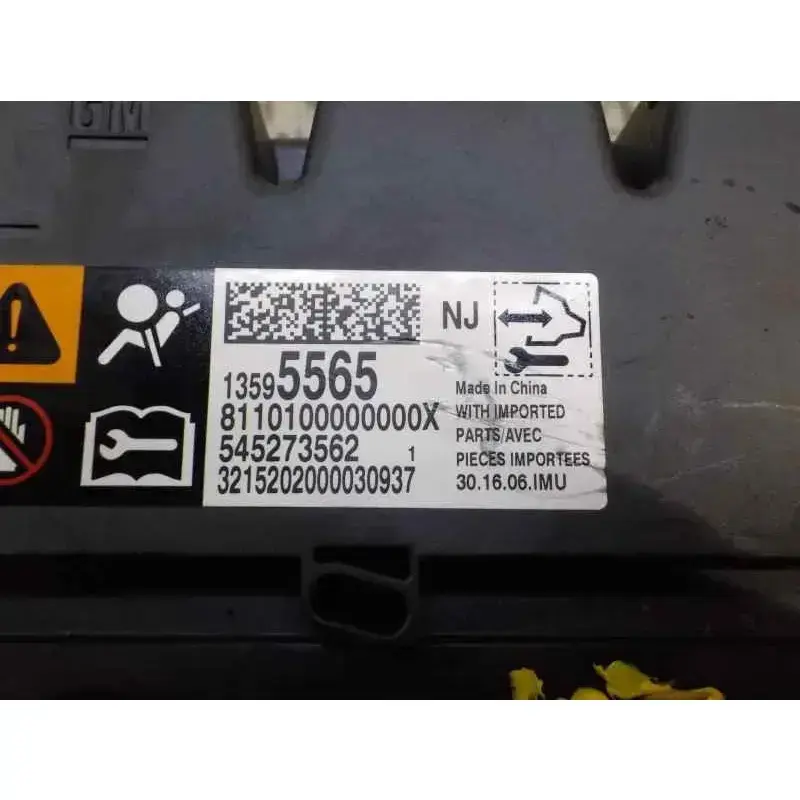 GM
NJ
13595565
8110100000000X
545273562 1
3215202000030937
Made In China
WITH IMPORTED
PARTS/AVEC
PIECES IMPORTEES
30.16.06.IMU